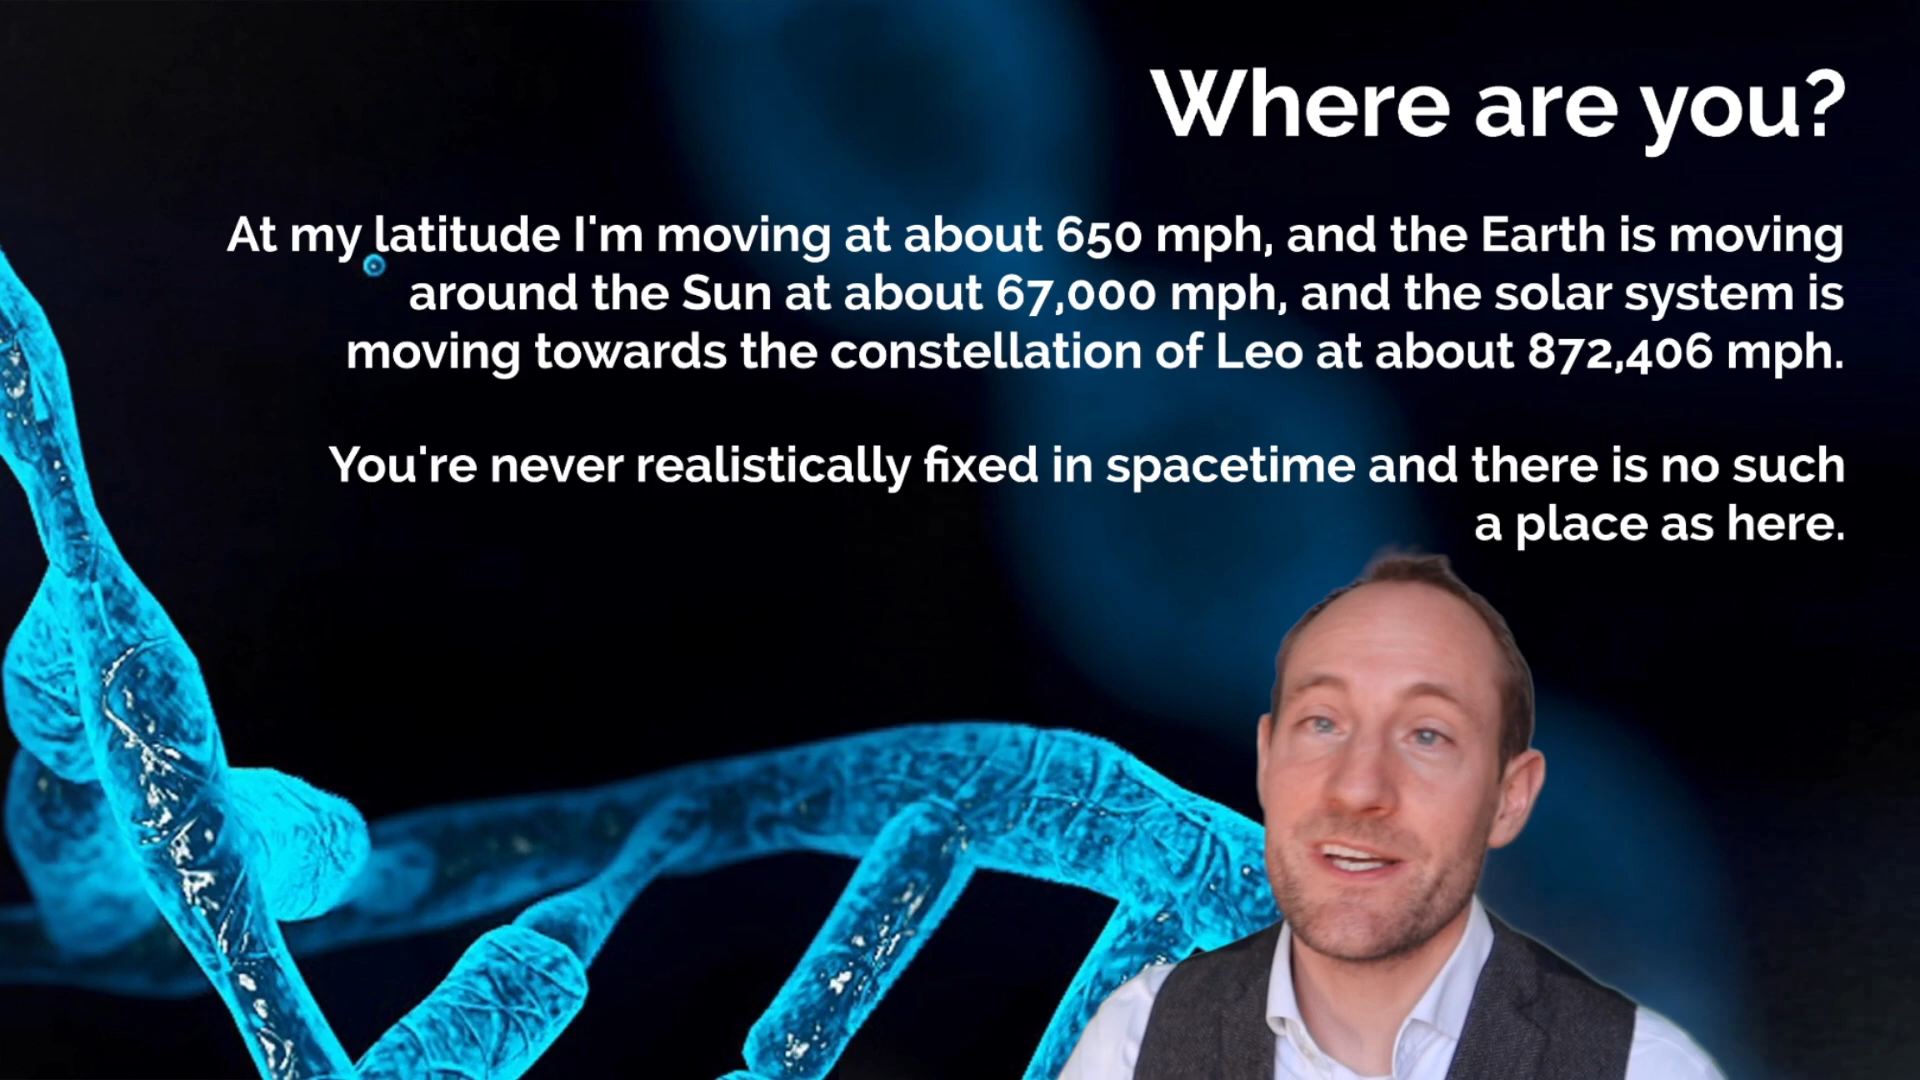 Where are you?
At my latitude I'm moving at about 650 mph, and the Earth is moving
around the Sun at about 67,000 mph, and the solar system is
moving towards the constellation of Leo at about 872,406 mph.
You're never realistically fixed in spacetime and there is no such
a place as here.